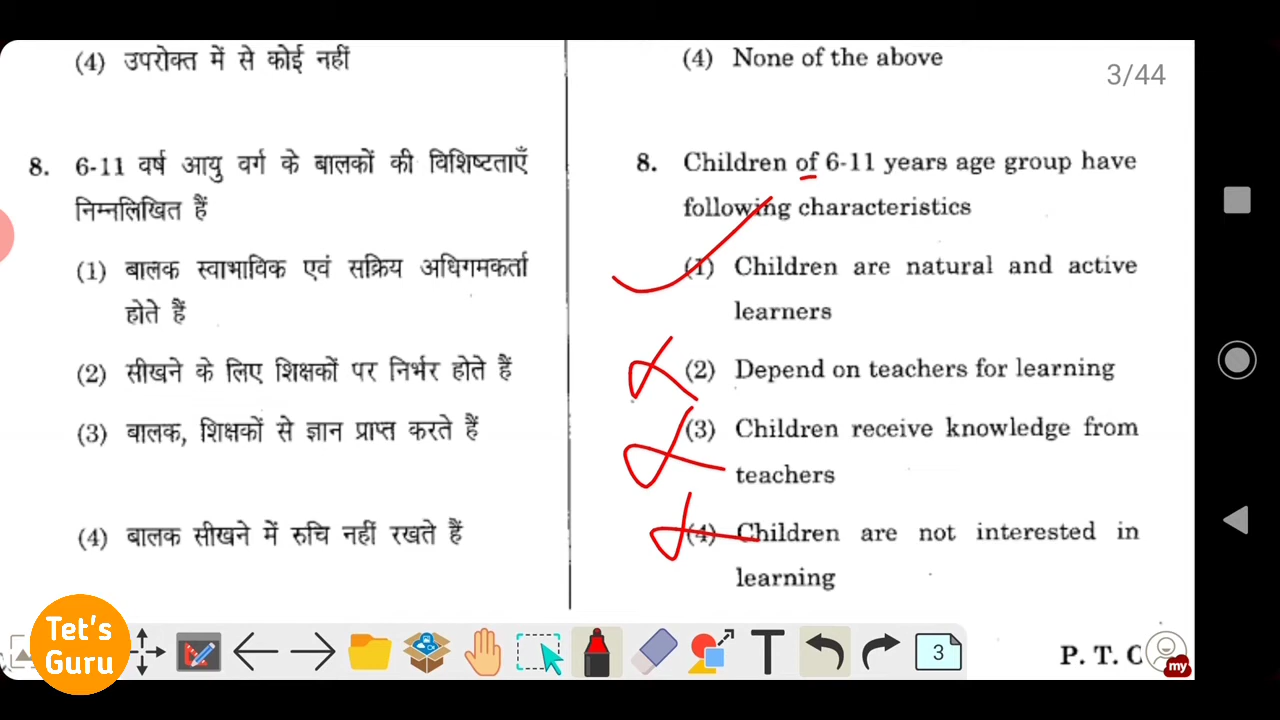 (4) उपरोक्त में से कोई नहीं
8. 6-11 वर्ष आयु वर्ग के बालकों की विशिष्टताएँ
निम्नलिखित हैं
(1) बालक स्वाभाविक एवं सक्रिय अधिगमकर्ता
होते हैं
(2) सीखने के लिए शिक्षकों पर निर्भर होते हैं
(3) बालक, शिक्षकों से ज्ञान प्राप्त करते हैं
(4) बालक सीखने में रुचि नहीं रखते हैं
(4) None of the above
3/44
8. Children of 6-11 years age group have
following characteristics
(1) Children are natural and active
learners
(2) Depend on teachers for learning
(3) Children receive knowledge from
teachers
(4) Children are not interested in
learning
Tet's
Guru
T
3
P. T. O
my